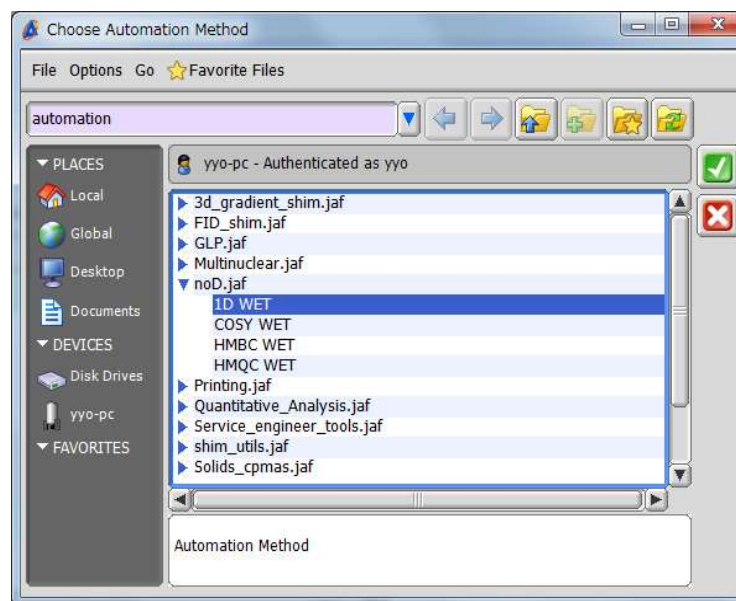 Choose Automation Method
File Options Go Favorite Files
automation
PLACES
Local
Global
Desktop
Documents
DEVICES
Disk Drives
yyo-pc
FAVORITES
yyo-pc - Authenticated as yyo
3d_gradient_shim.jaf
FID_shim.jaf
GLP.jaf
Multinuclear.jaf
noD.jaf
1D WET
COSY WET
HMBC WET
HMQC WET
Printing.jaf
Quantitative_Analysis.jaf
Service_engineer_tools.jaf
shim_utils.jaf
Solids_cpmas.jaf
Automation Method